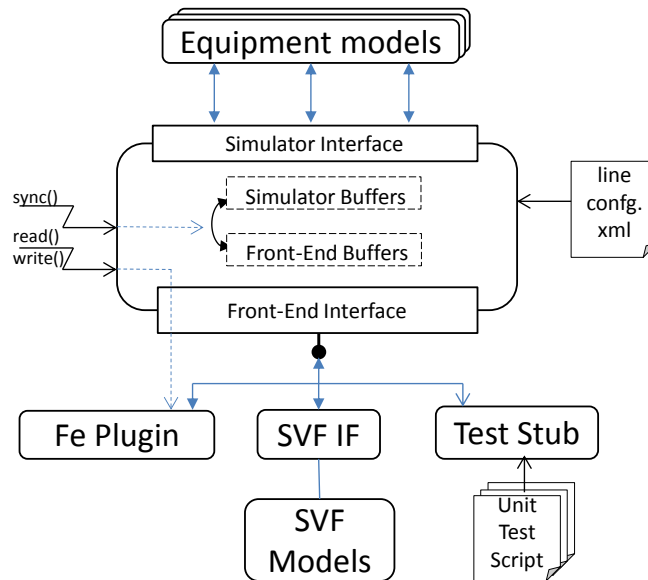 Equipment models
Simulator Interface
sync()
Simulator Buffers
line
confg.
xml
read()
write()
Front-End Buffers
Front-End Interface
Fe Plugin
SVF IF
Test Stub
SVF
Models
Unit
Test
Script